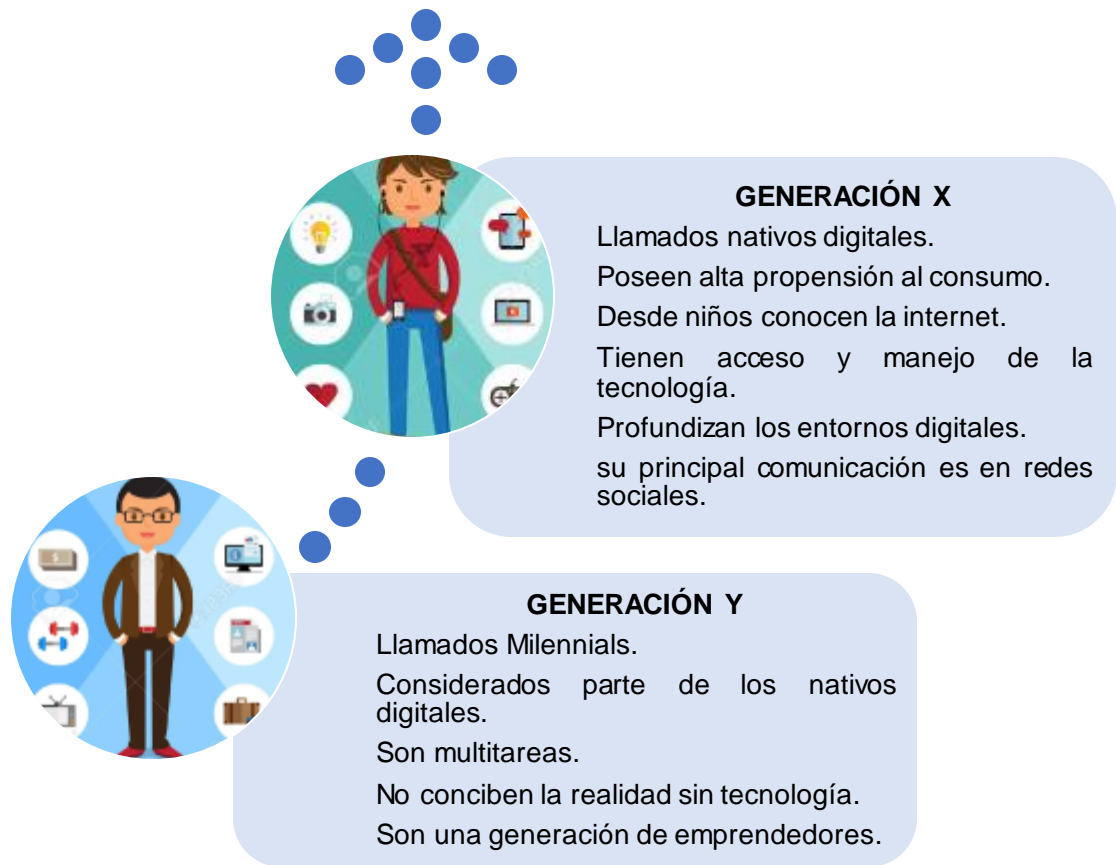 GENERACIÓN X
Llamados nativos digitales.
Poseen alta propensión al consumo.
Desde niños conocen la internet.
Tienen acceso y manejo de la
tecnología.
Profundizan los entornos digitales.
su principal comunicación es en redes
sociales.
GENERACIÓN Y
Llamados Milennials.
Considerados parte de los nativos
digitales.
Son multitareas.
No conciben la realidad sin tecnología.
Son una generación de emprendedores.